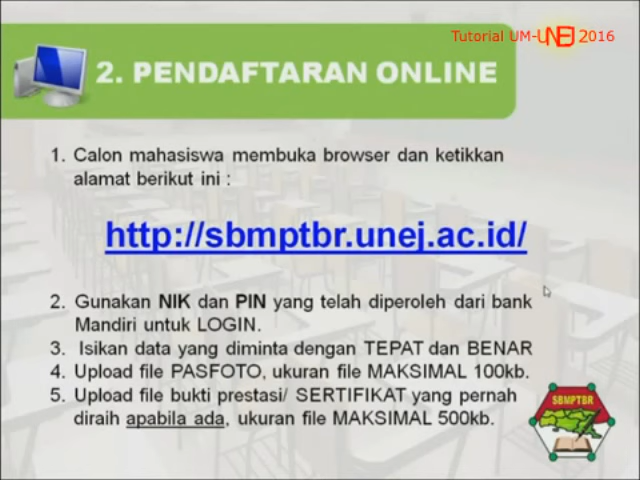 Tutorial UM-UNEJ 2016
2. PENDAFTARAN ONLINE
1. Calon mahasiswa membuka browser dan ketikkan
alamat berikut ini :
http://sbmptbr.unej.ac.id/
2. Gunakan NIK dan PIN yang telah diperoleh dari bank
Mandiri untuk LOGIN.
3. Isikan data yang diminta dengan TEPAT dan BENAR
4. Upload file PASFOTO, ukuran file MAKSIMAL 100kb.
5. Upload file bukti prestasi/ SERTIFIKAT yang pernah
diraih apabila ada, ukuran file MAKSIMAL 500kb.
SBMPTBR